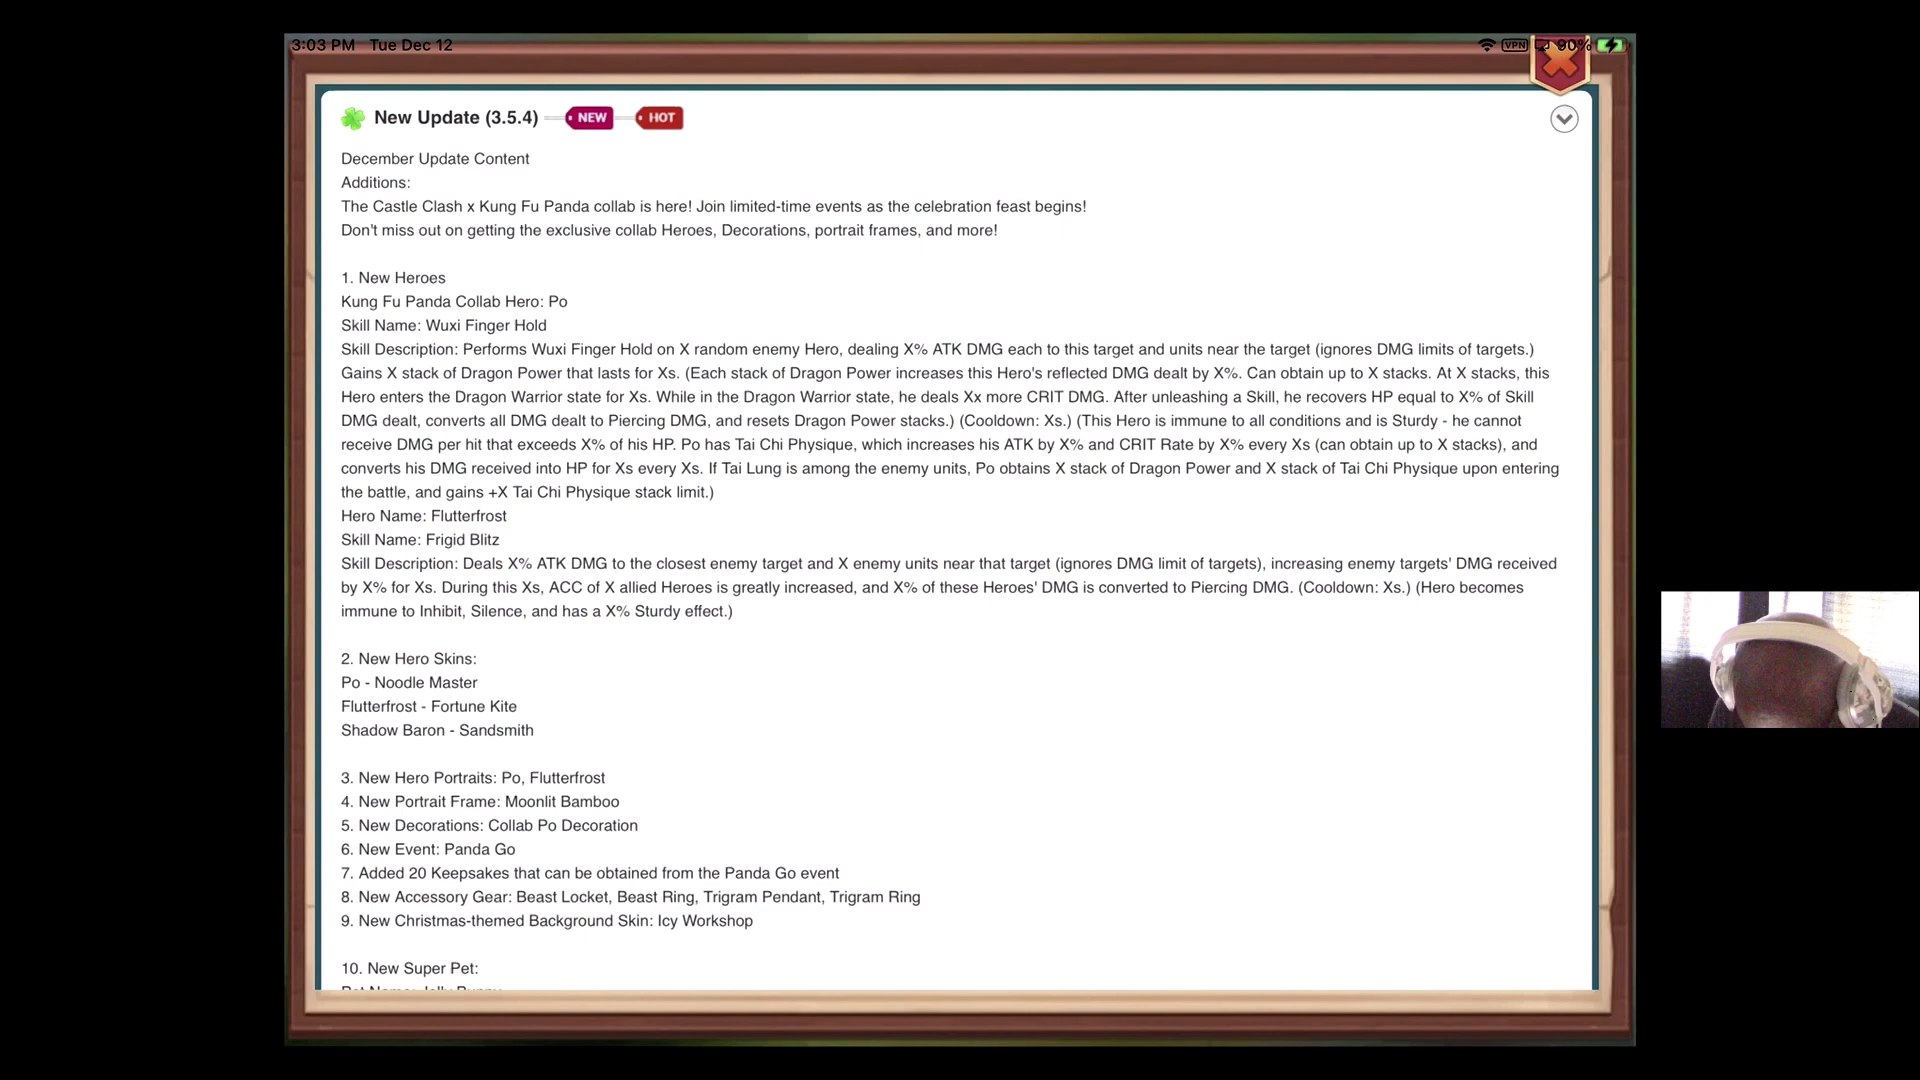 3:03 PM Tue Dec 12
VPN 90%
New Update (3.5.4) NEW HOT
December Update Content
Additions:
The Castle Clash x Kung Fu Panda collab is here! Join limited-time events as the celebration feast begins!
Don't miss out on getting the exclusive collab Heroes, Decorations, portrait frames, and more!
1. New Heroes
Kung Fu Panda Collab Hero: Po
Skill Name: Wuxi Finger Hold
Skill Description: Performs Wuxi Finger Hold on X random enemy Hero, dealing X% ATK DMG each to this target and units near the target (ignores DMG limits of targets.)
Gains X stack of Dragon Power that lasts for Xs. (Each stack of Dragon Power increases this Hero's reflected DMG dealt by X%. Can obtain up to X stacks. At X stacks, this
Hero enters the Dragon Warrior state for Xs. While in the Dragon Warrior state, he deals Xx more CRIT DMG. After unleashing a Skill, he recovers HP equal to X% of Skill
DMG dealt, converts all DMG dealt to Piercing DMG, and resets Dragon Power stacks.) (Cooldown: Xs.) (This Hero is immune to all conditions and is Sturdy - he cannot
receive DMG per hit that exceeds X% of his HP. Po has Tai Chi Physique, which increases his ATK by X% and CRIT Rate by X% every Xs (can obtain up to X stacks), and
converts his DMG received into HP for Xs every Xs. If Tai Lung is among the enemy units, Po obtains X stack of Dragon Power and X stack of Tai Chi Physique upon entering
the battle, and gains +X Tai Chi Physique stack limit.)
Hero Name: Flutterfrost
Skill Name: Frigid Blitz
Skill Description: Deals X% ATK DMG to the closest enemy target and X enemy units near that target (ignores DMG limit of targets), increasing enemy targets' DMG received
by X% for Xs. During this Xs, ACC of X allied Heroes is greatly increased, and X% of these Heroes' DMG is converted to Piercing DMG. (Cooldown: Xs.) (Hero becomes
immune to Inhibit, Silence, and has a X% Sturdy effect.)
2. New Hero Skins:
Po - Noodle Master
Flutterfrost - Fortune Kite
Shadow Baron - Sandsmith
3. New Hero Portraits: Po, Flutterfrost
4. New Portrait Frame: Moonlit Bamboo
5. New Decorations: Collab Po Decoration
6. New Event: Panda Go
7. Added 20 Keepsakes that can be obtained from the Panda Go event
8. New Accessory Gear: Beast Locket, Beast Ring, Trigram Pendant, Trigram Ring
9. New Christmas-themed Background Skin: Icy Workshop
10. New Super Pet:
Pet Name: